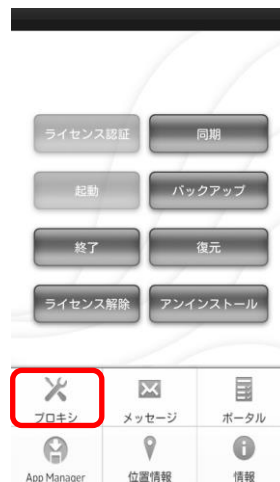 ライセンス認証 同期
起動 バックアップ
終了 復元
ライセンス解除 アンインストール
プロキシ メッセージ ポータル
App Manager 位置情報 情報